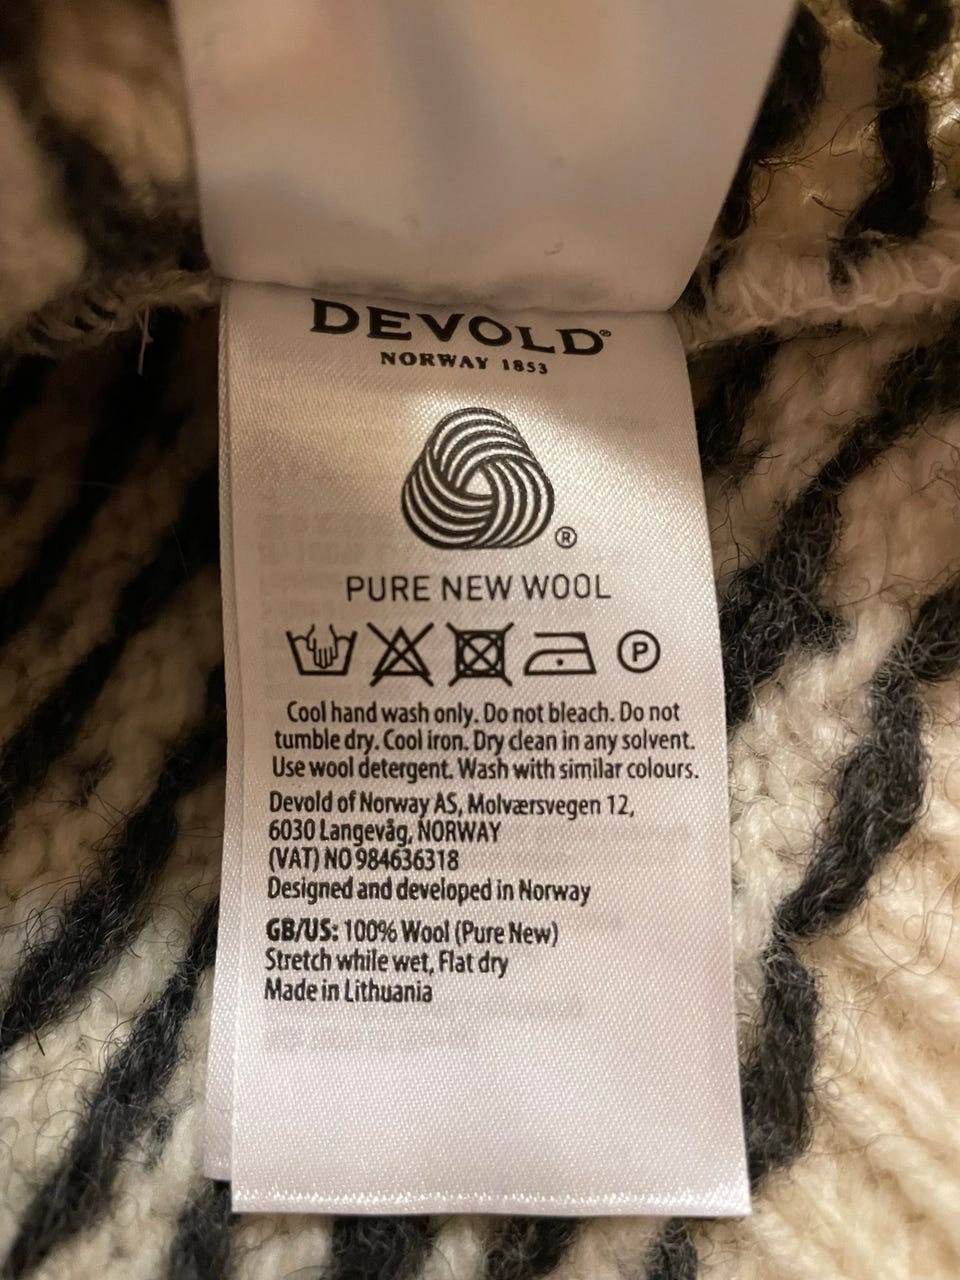 DEVOLD®
NORWAY 1853
®
PURE NEW WOOL
P
Cool hand wash only. Do not bleach. Do not
tumble dry. Cool iron. Dry clean in any solvent.
Use wool detergent. Wash with similar colours.
Devold of Norway AS, Molværsvegen 12,
6030 Langevåg, NORWAY
(VAT) NO 984636318
Designed and developed in Norway
GB/US: 100% Wool (Pure New)
Stretch while wet, Flat dry
Made in Lithuania